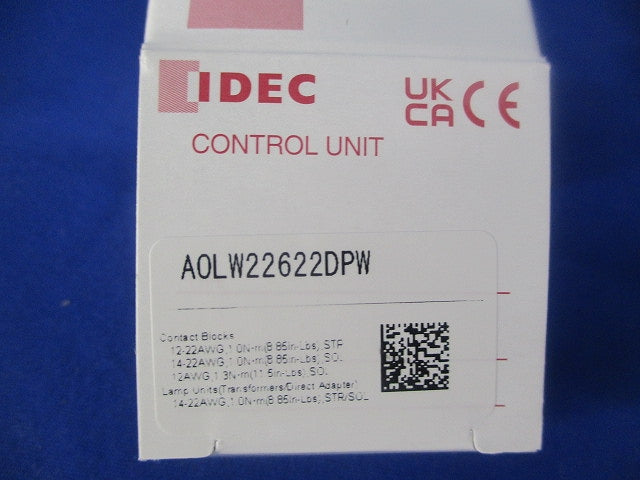 IDEC
UK
CA CE
CONTROL UNIT
AOLW22622DPW
Contact Blocks
12-22AWG,1.0N·m(8.85in-Lbs),STR
14-22AWG,1.0N·m(8.85in-Lbs),SOL
12AWG,1.3N·m(11.5in-Lbs),SOL
Lamp Units(Transformers/Direct Adapter)
14-22AWG,1.0N·m(8.85in-Lbs),STR/SOL